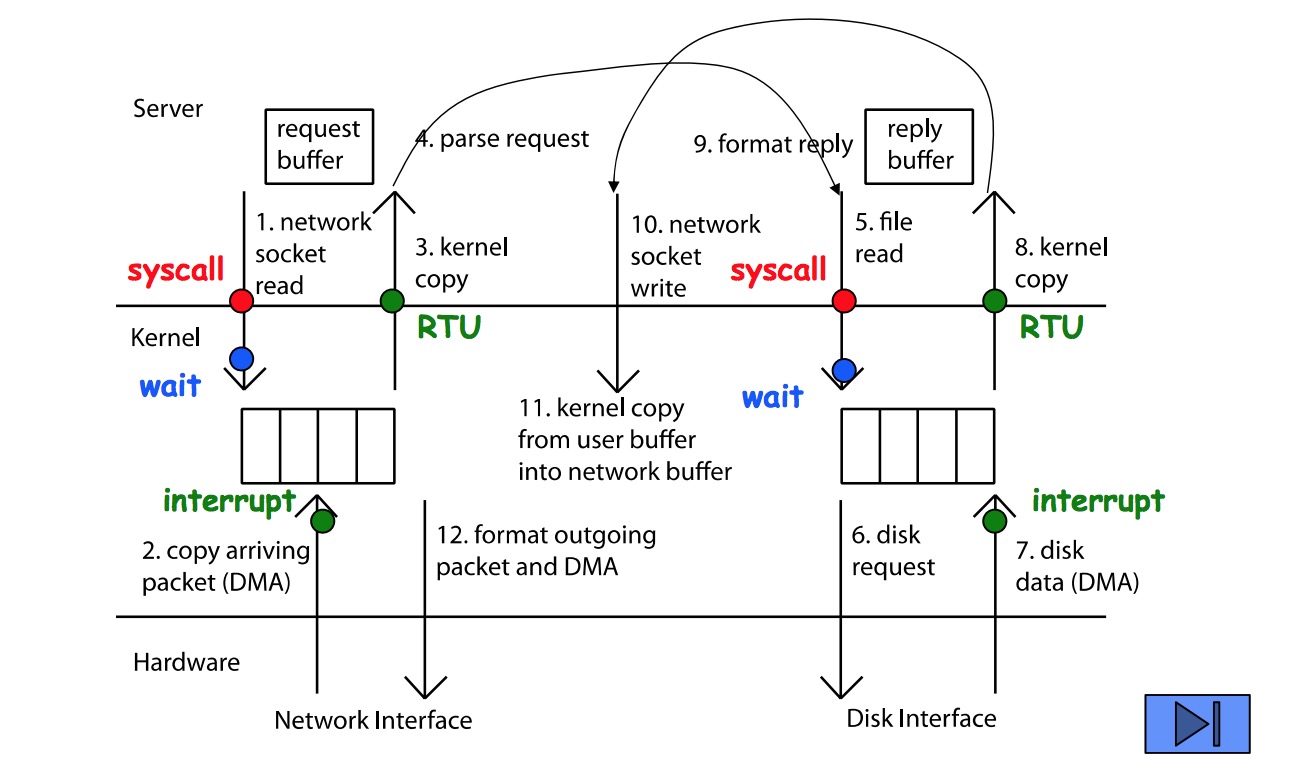 Server
request
buffer
4. parse request
9. format reply
reply
buffer
1. network
socket
read
syscall
3. kernel
copy
RTU
10. network
socket
write
syscall
5. file
read
8. kernel
copy
RTU
Kernel
wait
wait
11. kernel copy
from user buffer
into network buffer
interrupt
2. copy arriving
packet (DMA)
12. format outgoing
packet and DMA
6. disk
request
interrupt
7. disk
data (DMA)
Hardware
Network Interface
Disk Interface